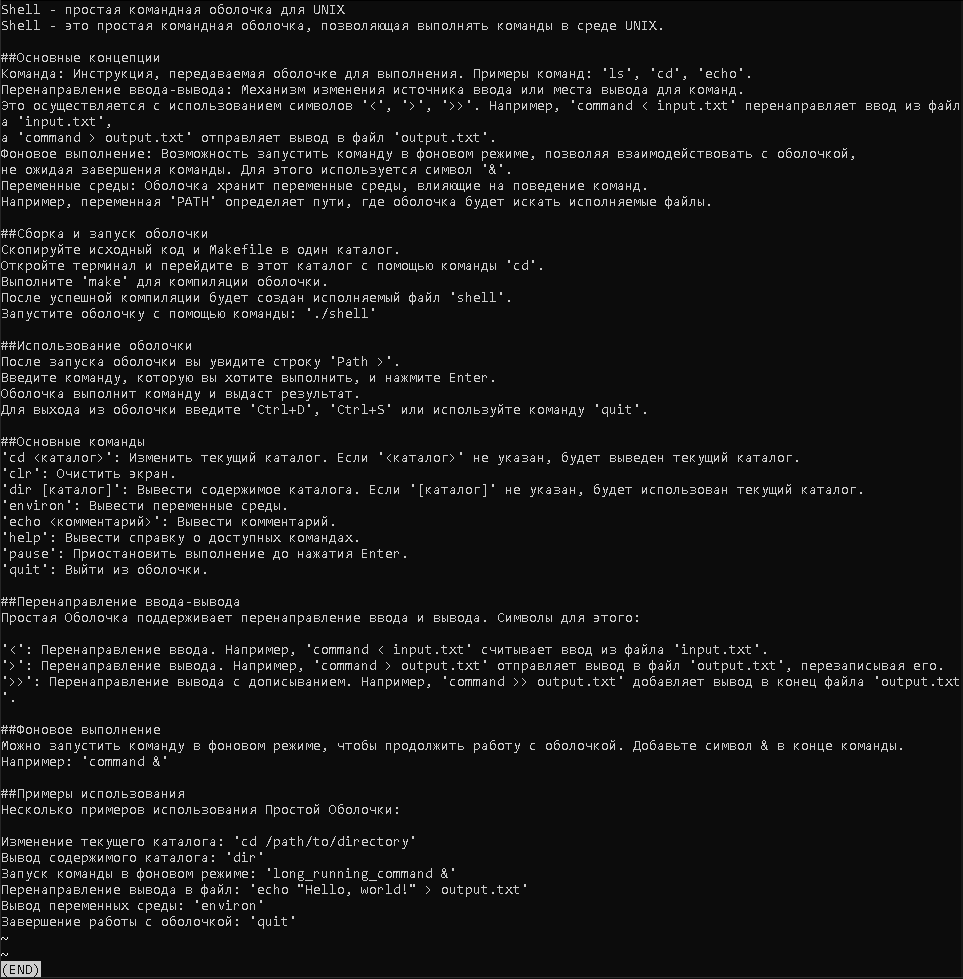 Shell - простая командная оболочка для UNIX
Shell - это простая командная оболочка, позволяющая выполнять команды в среде UNIX.

##Основные концепции
Команда: Инструкция, передаваемая оболочке для выполнения. Примеры команд: 'ls', 'cd', 'echo'.
Перенаправление ввода-вывода: Механизм изменения источника ввода или места вывода для команд.
Это осуществляется с использованием символов '<', '>', '>>'. Например, 'command < input.txt' перенаправляет ввод из файл
а 'input.txt',
а 'command > output.txt' отправляет вывод в файл 'output.txt'.
Фоновое выполнение: Возможность запустить команду в фоновом режиме, позволяя взаимодействовать с оболочкой,
не ожидая завершения команды. Для этого используется символ '&'.
Переменные среды: Оболочка хранит переменные среды, влияющие на поведение команд.
Например, переменная 'PATH' определяет пути, где оболочка будет искать исполняемые файлы.

##Сборка и запуск оболочки
Скопируйте исходный код и Makefile в один каталог.
Откройте терминал и перейдите в этот каталог с помощью команды 'cd'.
Выполните 'make' для компиляции оболочки.
После успешной компиляции будет создан исполняемый файл 'shell'.
Запустите оболочку с помощью команды: './shell'

##Использование оболочки
После запуска оболочки вы увидите строку 'Path >'.
Введите команду, которую вы хотите выполнить, и нажмите Enter.
Оболочка выполнит команду и выдаст результат.
Для выхода из оболочки введите 'Ctrl+D', 'Ctrl+S' или используйте команду 'quit'.

##Основные команды
'cd <каталог>': Изменить текущий каталог. Если '<каталог>' не указан, будет выведен текущий каталог.
'clr': Очистить экран.
'dir [каталог]': Вывести содержимое каталога. Если '[каталог]' не указан, будет использован текущий каталог.
'environ': Вывести переменные среды.
'echo <комментарий>': Вывести комментарий.
'help': Вывести справку о доступных командах.
'pause': Приостановить выполнение до нажатия Enter.
'quit': Выйти из оболочки.

##Перенаправление ввода-вывода
Простая Оболочка поддерживает перенаправление ввода и вывода. Символы для этого:

'<': Перенаправление ввода. Например, 'command < input.txt' считывает ввод из файла 'input.txt'.
'>': Перенаправление вывода. Например, 'command > output.txt' отправляет вывод в файл 'output.txt', перезаписывая его.
'>>': Перенаправление вывода с дописыванием. Например, 'command >> output.txt' добавляет вывод в конец файла 'output.txt
'.

##Фоновое выполнение
Можно запустить команду в фоновом режиме, чтобы продолжить работу с оболочкой. Добавьте символ & в конце команды.
Например: 'command &'

##Примеры использования
Несколько примеров использования Простой Оболочки:

Изменение текущего каталога: 'cd /path/to/directory'
Вывод содержимого каталога: 'dir'
Запуск команды в фоновом режиме: 'long_running_command &'
Перенаправление вывода в файл: 'echo "Hello, world!" > output.txt'
Вывод переменных среды: 'environ'
Завершение работы с оболочкой: 'quit'
~
~
(END)